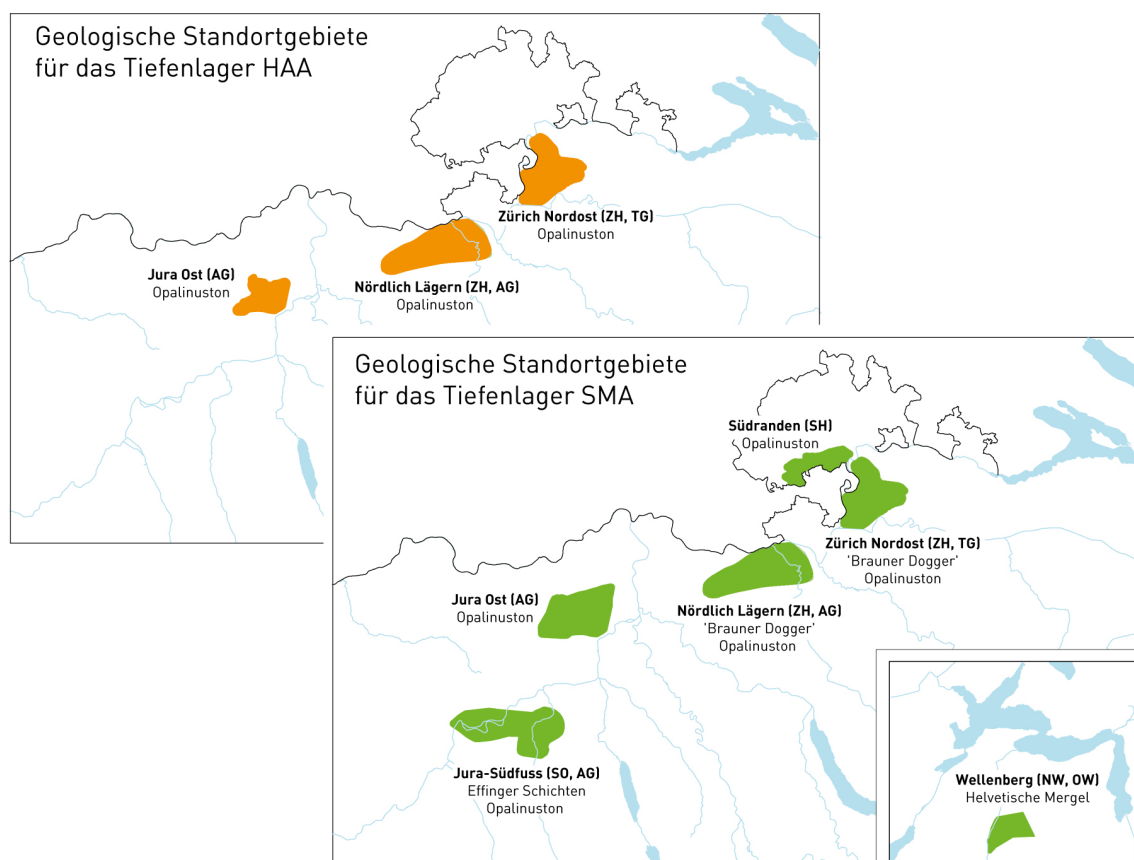 Geologische Standortgebiete
für das Tiefenlager HAA
Zürich Nordost (ZH, TG)
Opalinuston
Jura Ost (AG)
Opalinuston
Nördlich Lägern (ZH, AG)
Opalinuston
Geologische Standortgebiete
für das Tiefenlager SMA
Südranden (SH)
Opalinuston
Zürich Nordost (ZH, TG)
'Brauner Dogger'
Opalinuston
Jura Ost (AG)
Opalinuston
Nördlich Lägern (ZH, AG)
'Brauner Dogger'
Opalinuston
Jura-Südfuss (SO, AG)
Effinger Schichten
Opalinuston
Wellenberg (NW, OW)
Helvetische Mergel